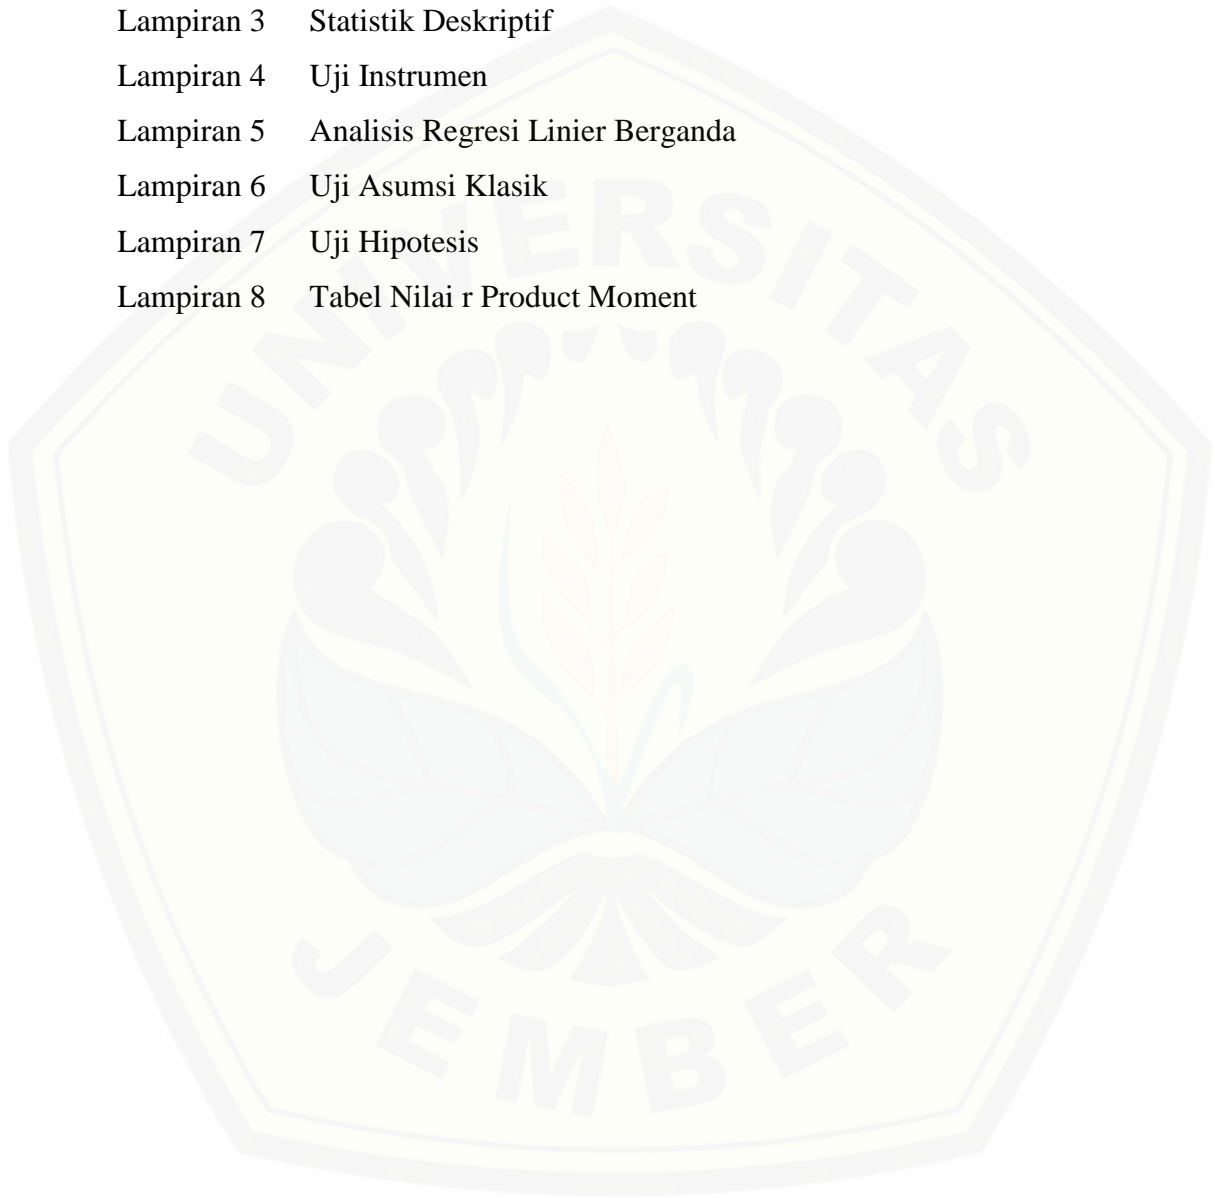 Lampiran 3 Statistik Deskriptif
Lampiran 4 Uji Instrumen
Lampiran 5 Analisis Regresi Linier Berganda
Lampiran 6 Uji Asumsi Klasik
Lampiran 7 Uji Hipotesis
Lampiran 8 Tabel Nilai r Product Moment
UNIVERSITAS
JEMBER